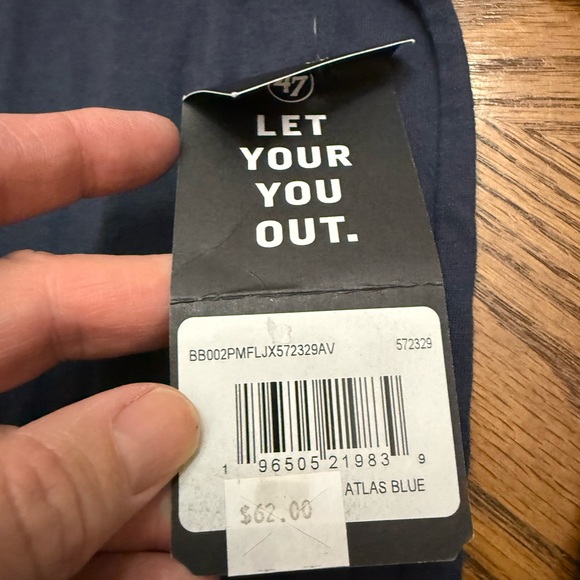 47
LET
YOUR
YOU
OUT.
BB002PMFLJX572329AV 572329
1 96505 21983 9
ATLAS BLUE
$62.00